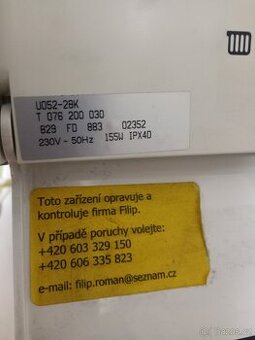 U052-28K
T 076 200 030
829 FD 883 02352
230V - 50Hz 155W IPX4D
Toto zařízení opravuje a
kontroluje firma Filip.
V případě poruchy volejte:
+420 603 329 150
+420 606 335 823
e-mail: filip.roman@seznam.cz